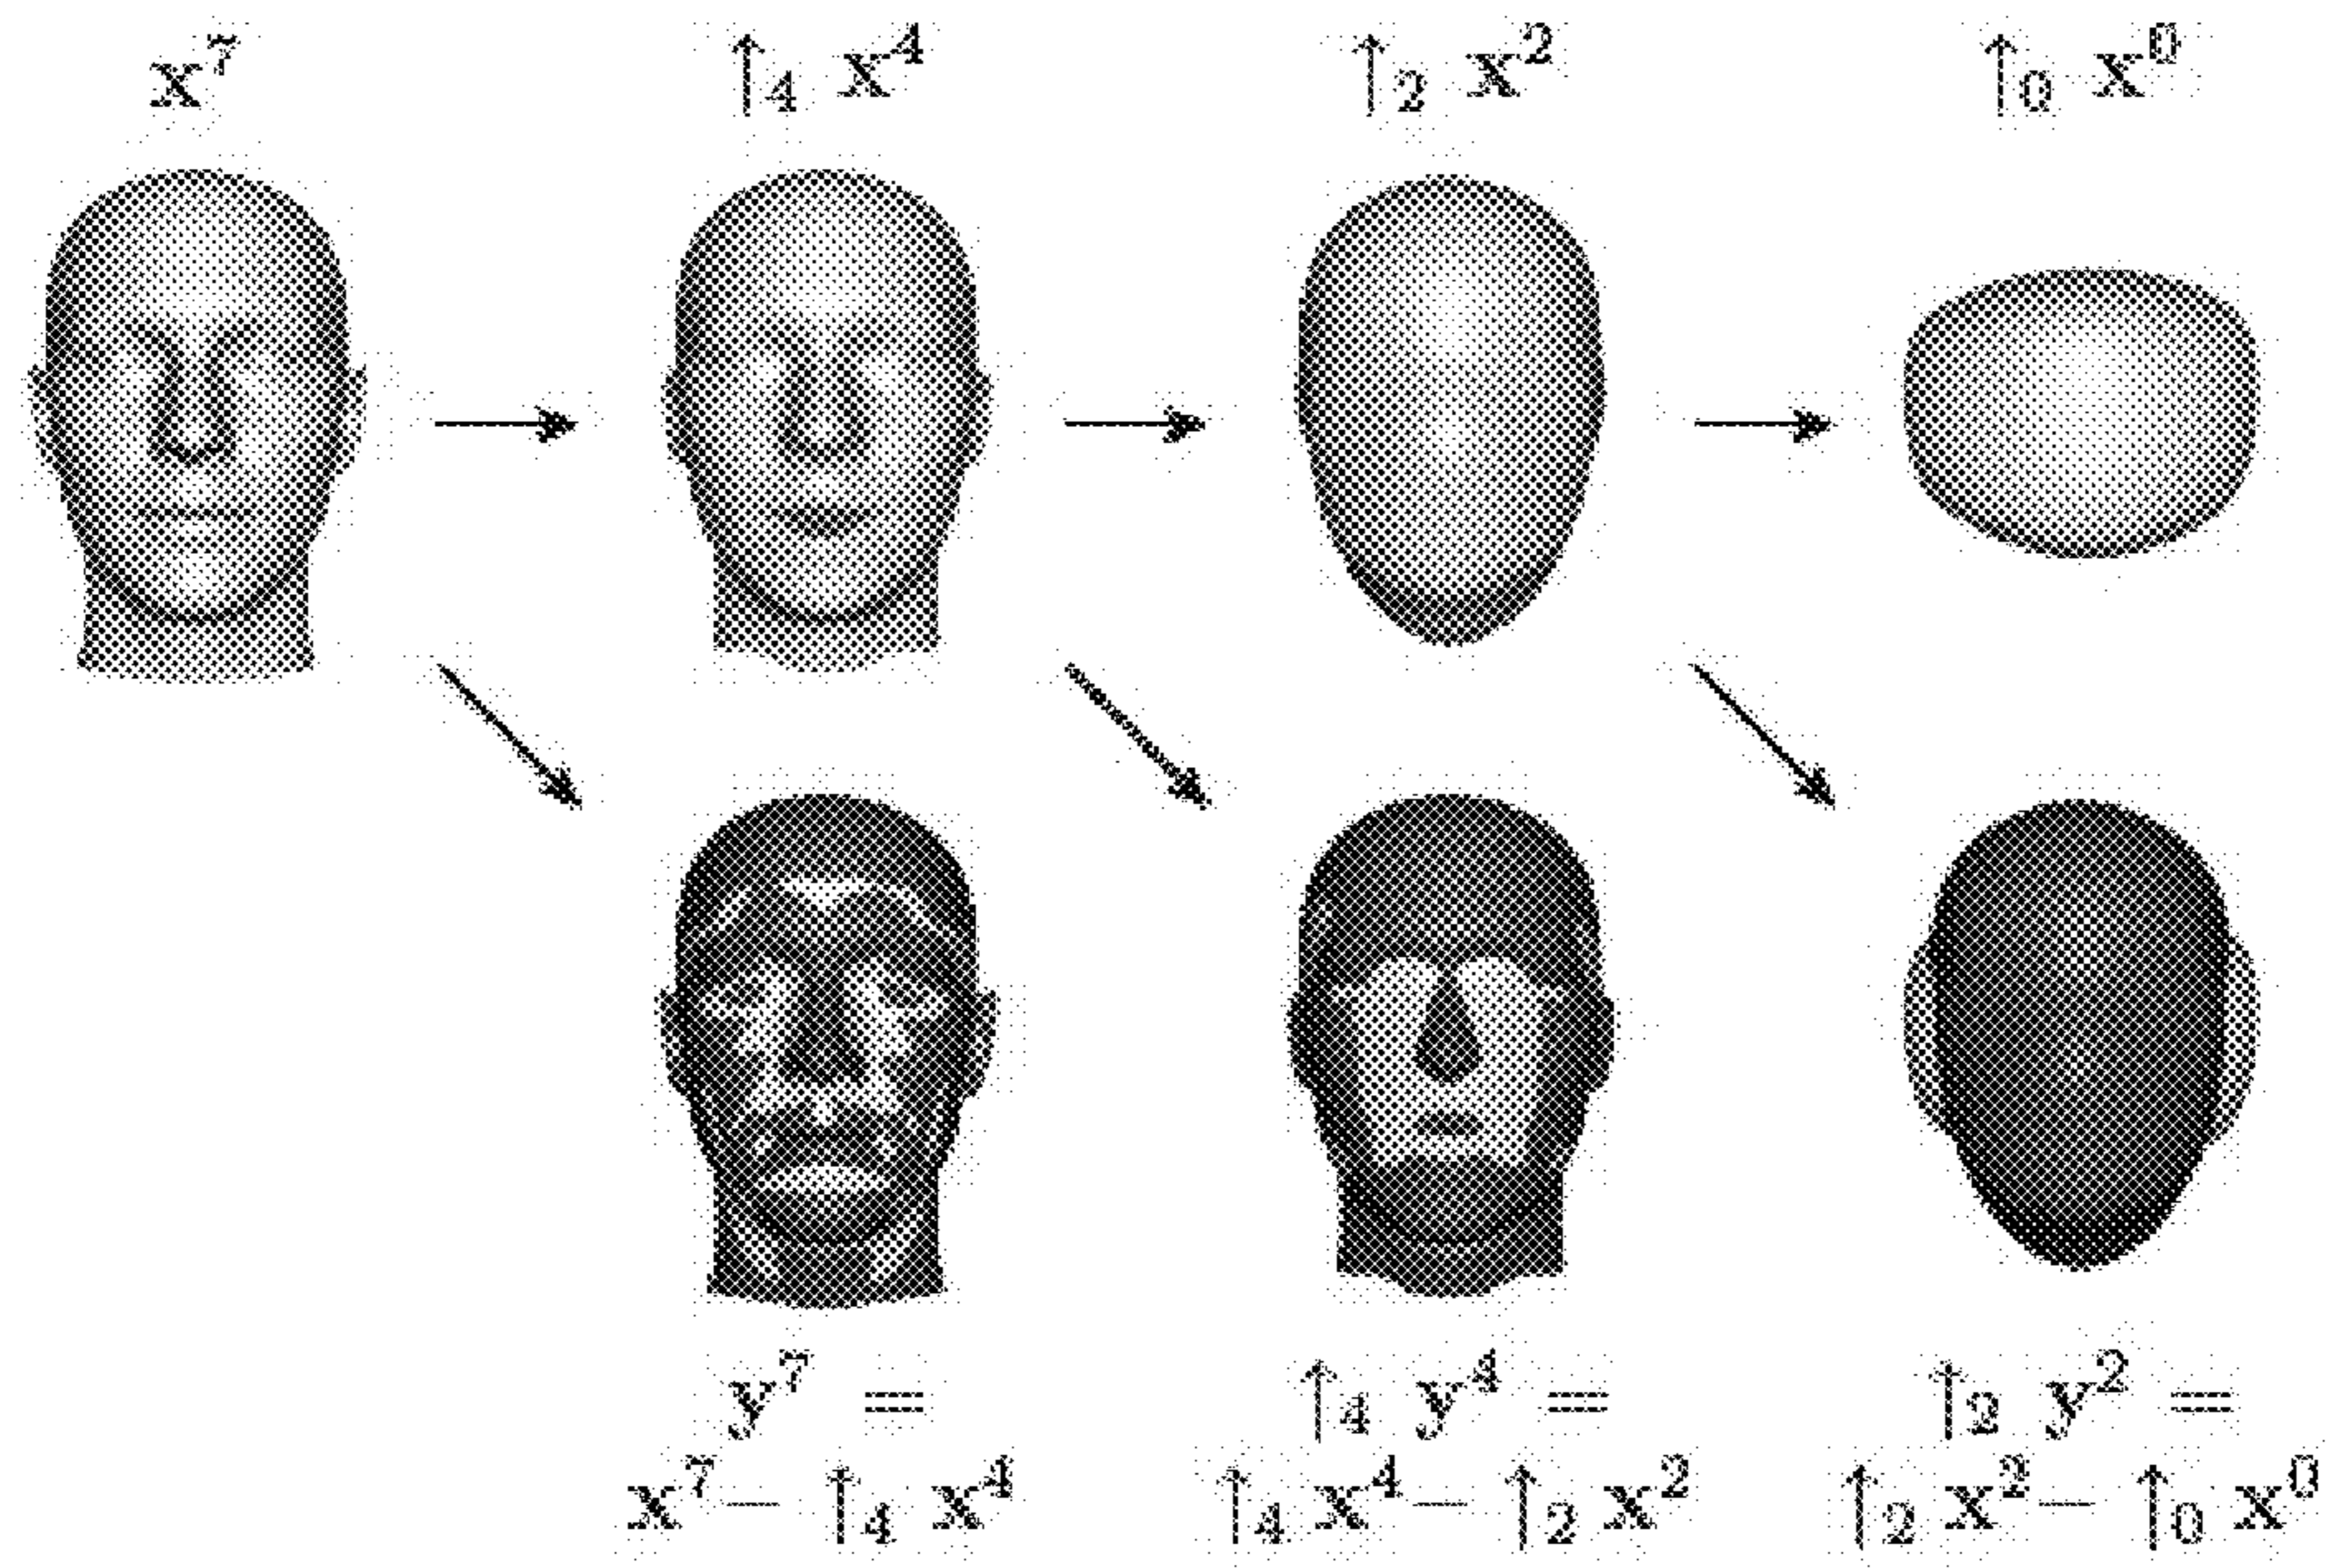 x⁷
↑₄ x⁴
↑₂ x²
↑₀ x⁰
y⁷ =
x⁷− ↑₄ x⁴
↑₄ y⁴ =
↑₄ x⁴− ↑₂ x²
↑₂ y² =
↑₂ x²− ↑₀ x⁰